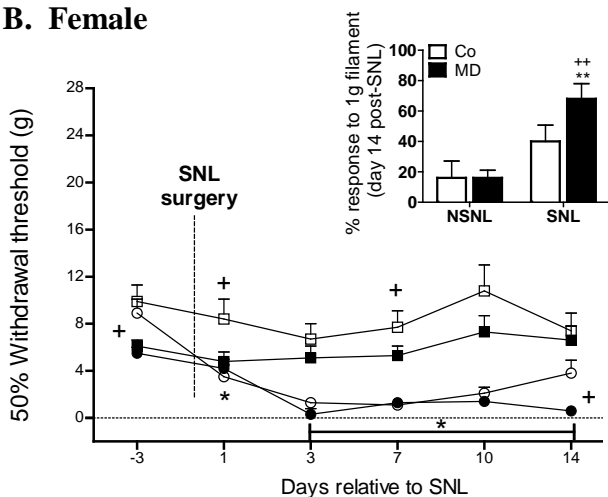 B. Female
50% Withdrawal threshold (g)
28
24
20
16
12
8
4
0
SNL
surgery
+
+
+
*
+
*
-3 1 3 7 10 14
Days relative to SNL
% response to 1g filament
(day 14 post-SNL)
100
80
60
40
20
0
Co
MD
++
**
NSNL SNL